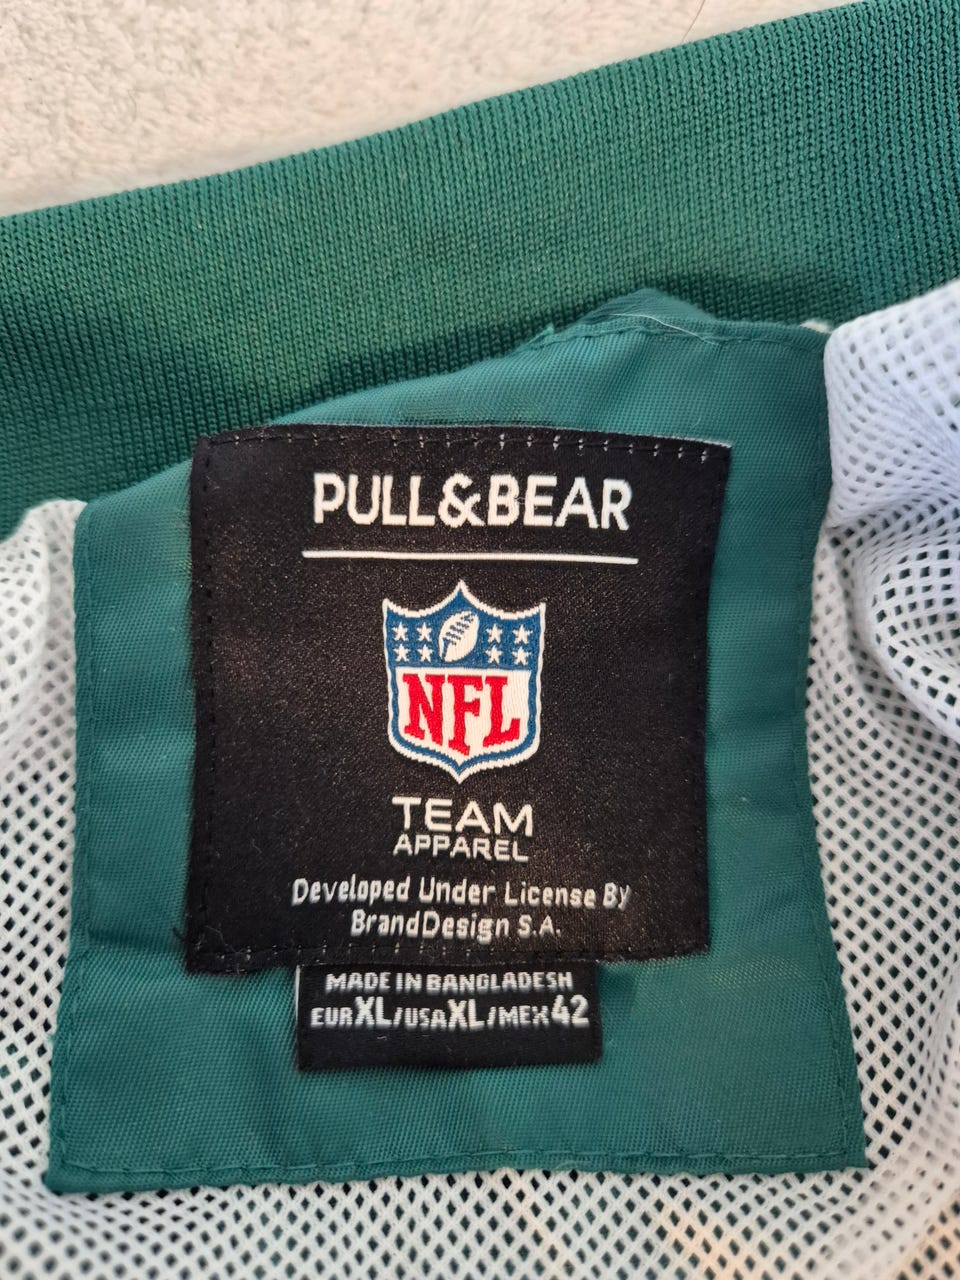 PULL&BEAR
NFL
TEAM
APPAREL
Developed Under License By
BrandDesign S.A.
MADE IN BANGLADESH
EUR XL/USA XL/MEX 42